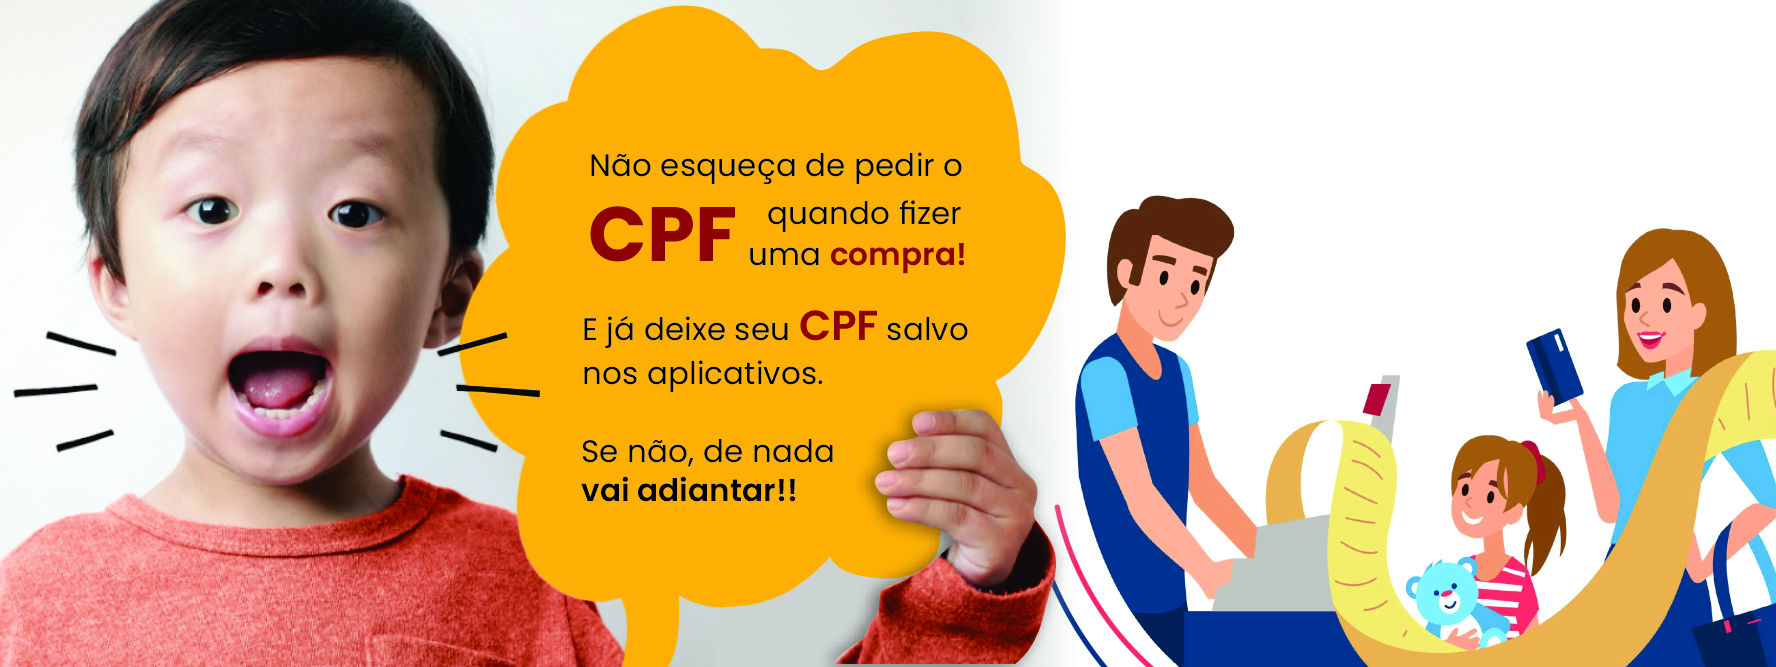 Não esqueça de pedir o
CPF quando fizer
uma compra!
E já deixe seu CPF salvo
nos aplicativos.
Se não, de nada
vai adiantar!!